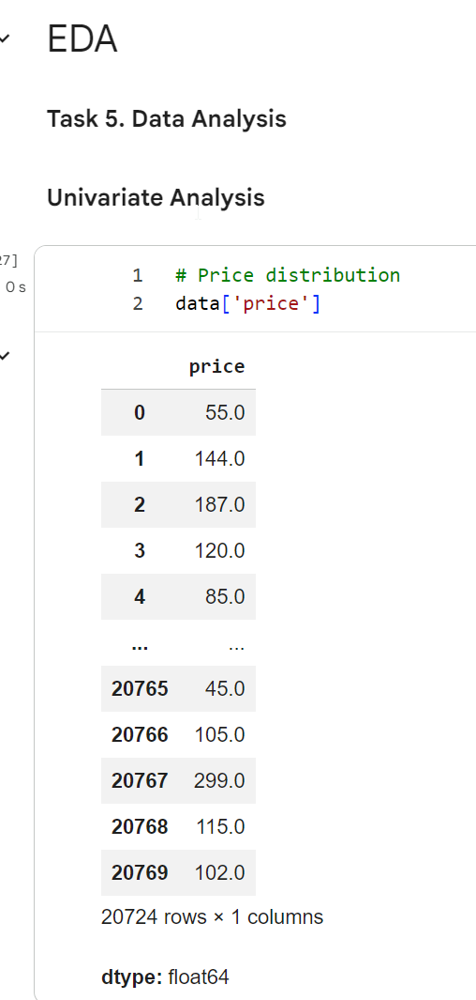 EDA
Task 5. Data Analysis
Univariate Analysis
27]
0 s
1 # Price distribution
2 data['price']
price
0 55.0
1 144.0
2 187.0
3 120.0
4 85.0
... ...
20765 45.0
20766 105.0
20767 299.0
20768 115.0
20769 102.0
20724 rows × 1 columns
dtype: float64